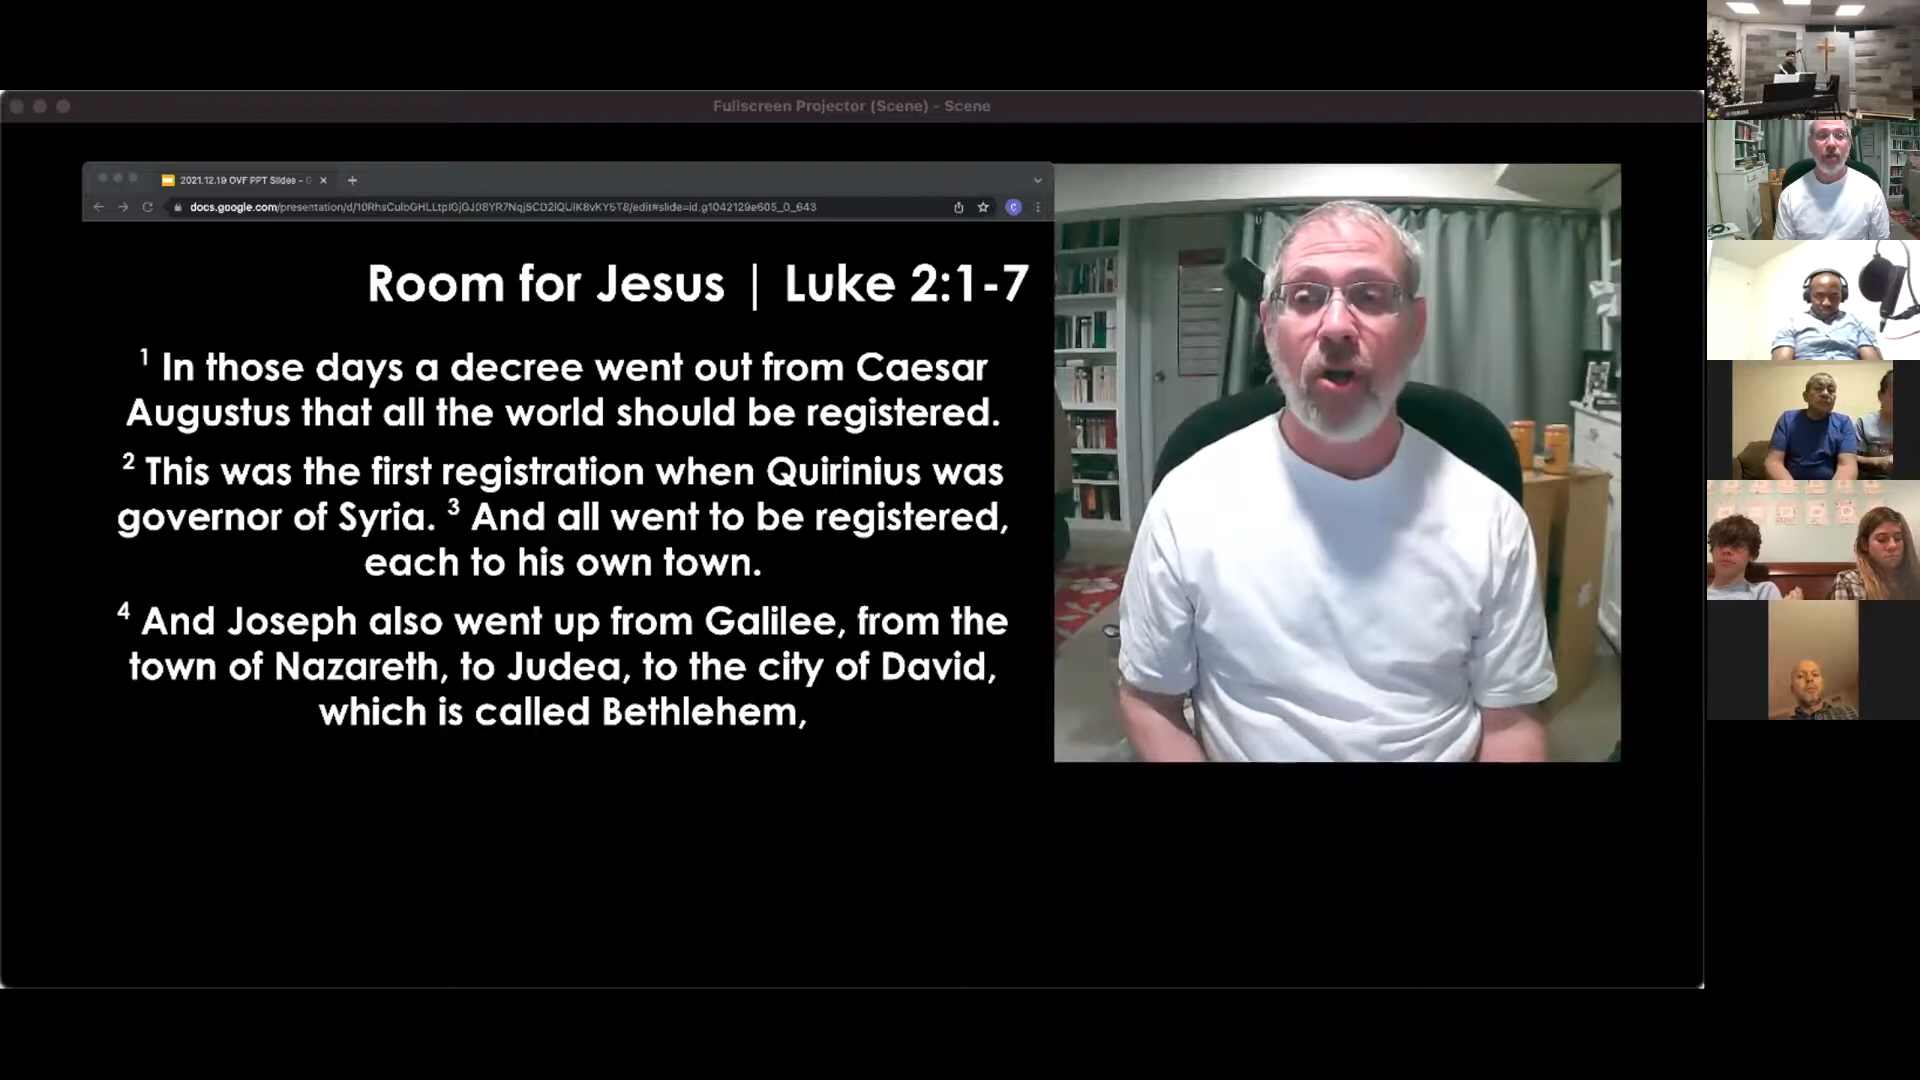 Fullscreen Projector (Scene) - Scene
2021.12.19 OVF PPT Slides -
Room for Jesus | Luke 2:1-7
1 In those days a decree went out from Caesar
Augustus that all the world should be registered.
2 This was the first registration when Quirinius was
governor of Syria. 3 And all went to be registered,
each to his own town.
4 And Joseph also went up from Galilee, from the
town of Nazareth, to Judea, to the city of David,
which is called Bethlehem,
YAMAHA